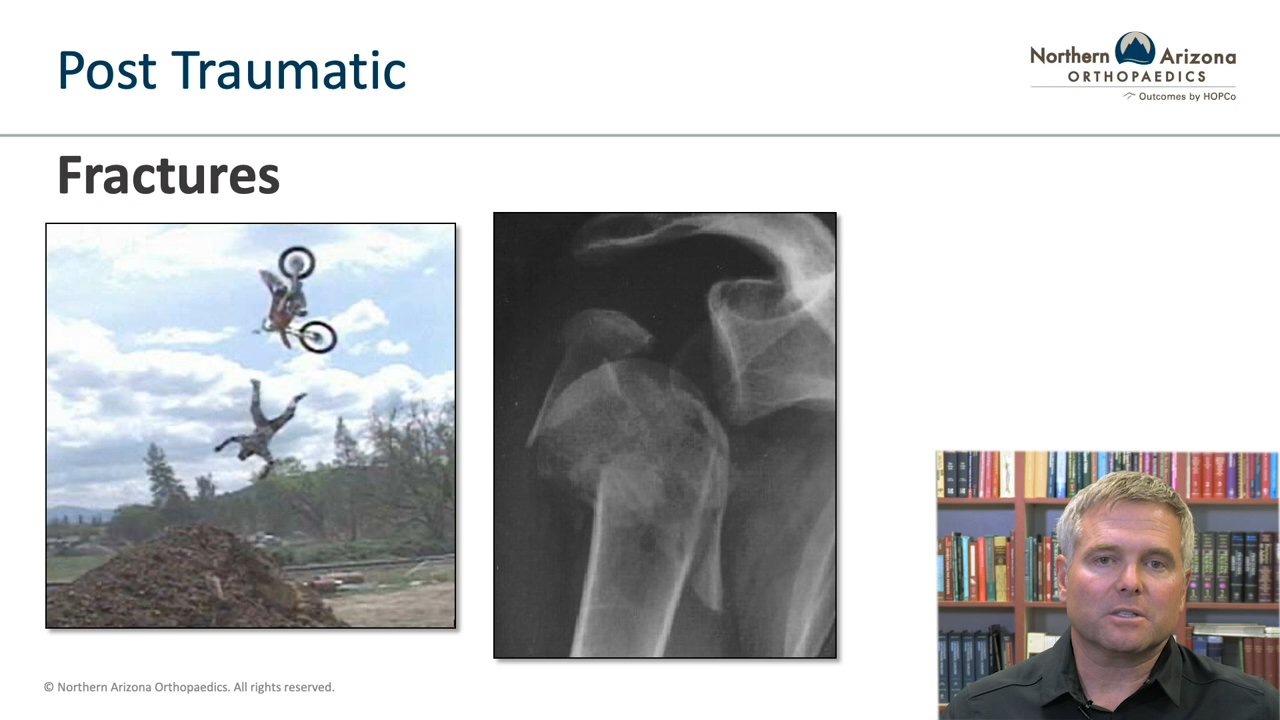 Post Traumatic
Northern Arizona
ORTHOPAEDICS
Outcomes by HOPCo
Fractures
© Northern Arizona Orthopaedics. All rights reserved.